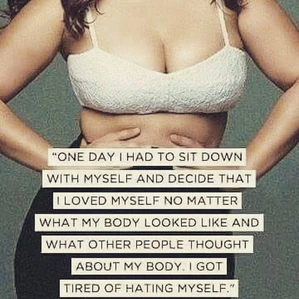 "ONE DAY I HAD TO SIT DOWN
WITH MYSELF AND DECIDE THAT
I LOVED MYSELF NO MATTER
WHAT MY BODY LOOKED LIKE AND
WHAT OTHER PEOPLE THOUGHT
ABOUT MY BODY. I GOT
TIRED OF HATING MYSELF."